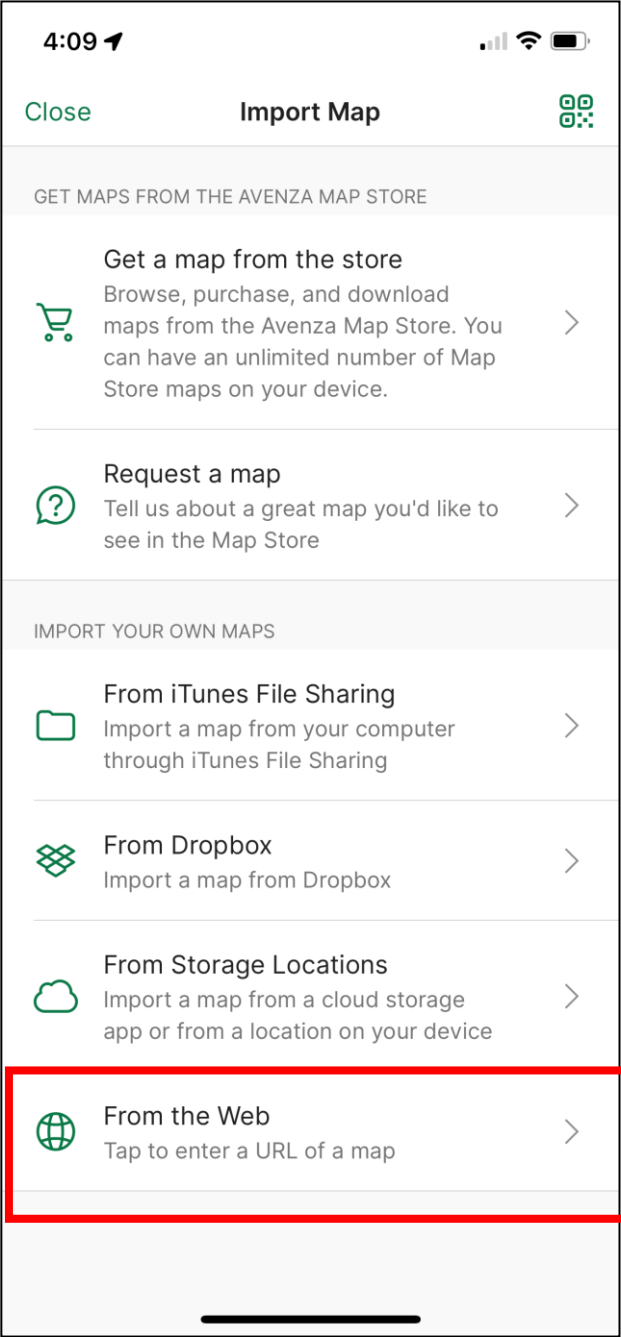 4:09
Close
Import Map
GET MAPS FROM THE AVENZA MAP STORE
Get a map from the store
Browse, purchase, and download
maps from the Avenza Map Store. You
can have an unlimited number of Map
Store maps on your device.
Request a map
Tell us about a great map you'd like to
see in the Map Store
IMPORT YOUR OWN MAPS
From iTunes File Sharing
Import a map from your computer
through iTunes File Sharing
From Dropbox
Import a map from Dropbox
From Storage Locations
Import a map from a cloud storage
app or from a location on your device
From the Web
Tap to enter a URL of a map